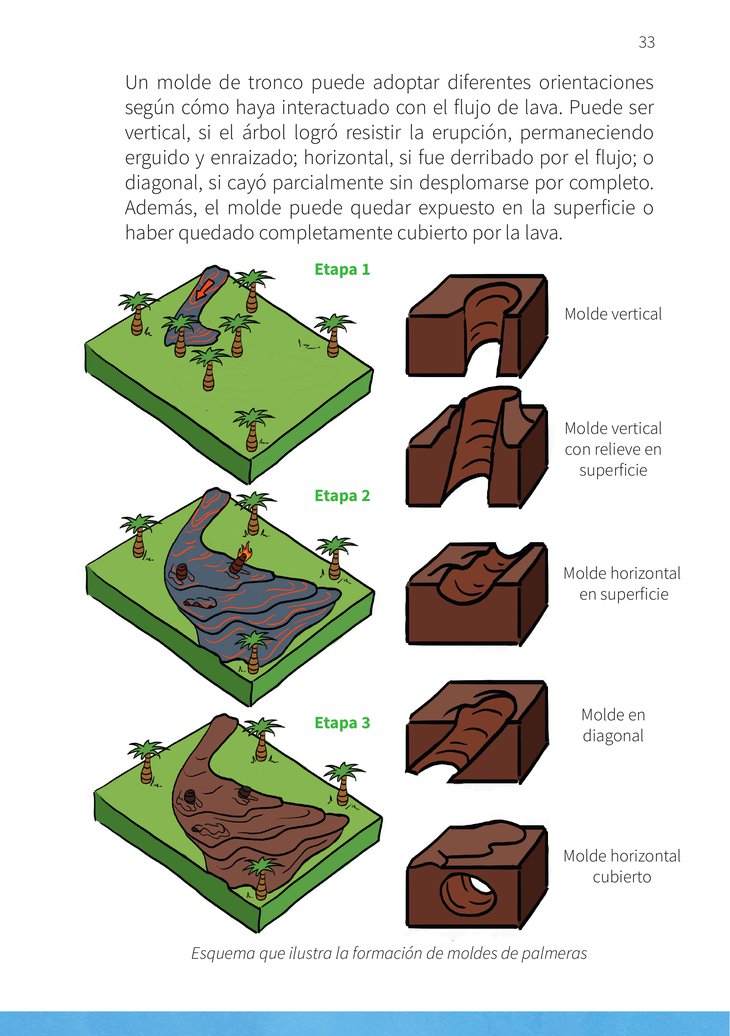 33
Un molde de tronco puede adoptar diferentes orientaciones
según cómo haya interactuado con el flujo de lava. Puede ser
vertical, si el árbol logró resistir la erupción, permaneciendo
erguido y enraizado; horizontal, si fue derribado por el flujo; o
diagonal, si cayó parcialmente sin desplomarse por completo.
Además, el molde puede quedar expuesto en la superficie o
haber quedado completamente cubierto por la lava.
Etapa 1
Molde vertical
Molde vertical
con relieve en
superficie
Etapa 2
Molde horizontal
en superficie
Etapa 3
Molde en
diagonal
Molde horizontal
cubierto
Esquema que ilustra la formación de moldes de palmeras